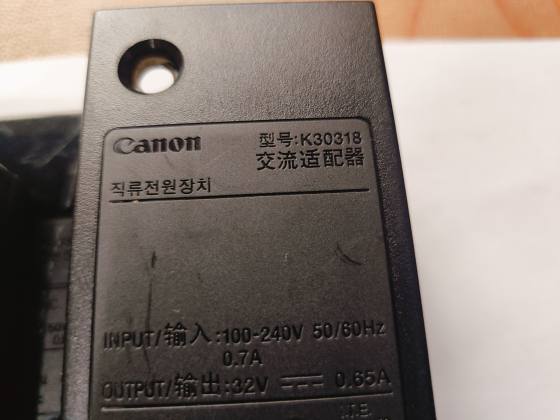 Canon
型号:K30318
交流适配器
직류전원장치
INPUT/输入:100-240V 50/60Hz
0.7A
OUTPUT/输出:32V ⎓ 0.65A